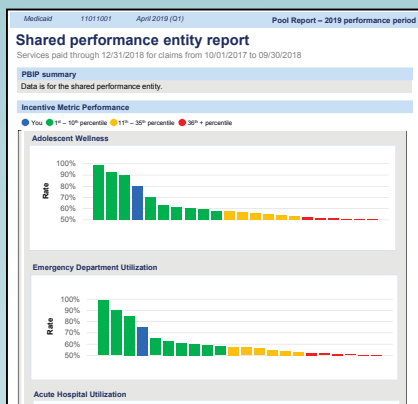 Medicaid 11011001 April 2019 (Q1) Pool Report – 2019 performance period
Shared performance entity report
Services paid through 12/31/2018 for claims from 10/01/2017 to 09/30/2018
PBIP summary
Data is for the shared performance entity.
Incentive Metric Performance
You 1st – 10th percentile 11th – 35th percentile 36th + percentile
Adolescent Wellness
100%
90%
80%
70%
60%
50%
Rate
Emergency Department Utilization
100%
90%
80%
70%
60%
50%
Rate
Acute Hospital Utilization